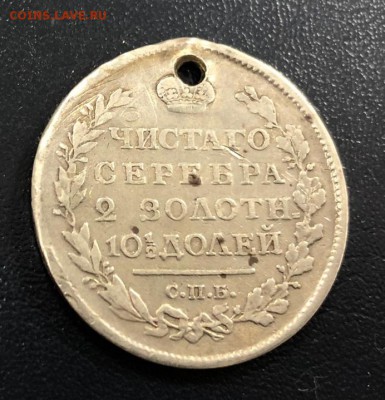 COINS.LAVE.RU
ЧИСТАГО
СЕРЕБРА
2 ЗОЛОТН
10½ ДОЛЕЙ
С.П.Б.